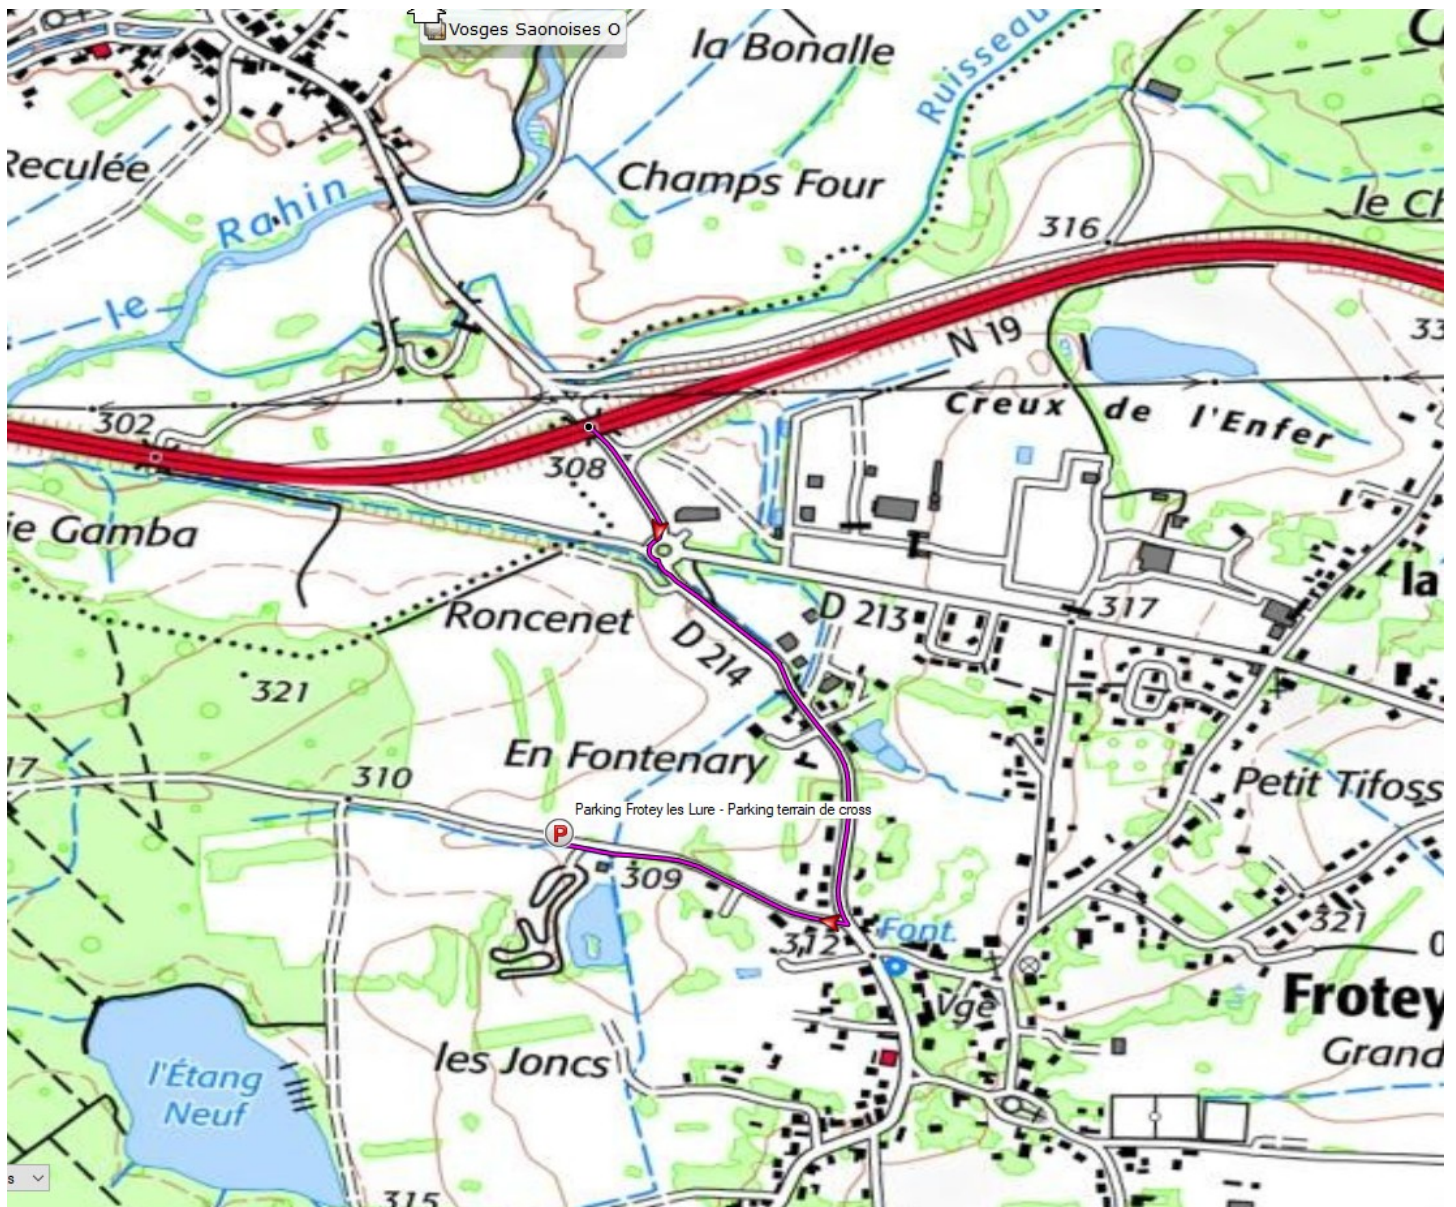 Vosges Saonoises O
la Bonalle
Ruisseau
Reculée
Champs Four
le Ch
Rahin
le
316
N 19
33
302
308
Creux de l'Enfer
ie Gamba
Roncenet
D 214
D 213
317
la
321
17
310
En Fontenary
Petit Tifoss
Parking Frotey les Lure - Parking terrain de cross
P
309
312
Font.
321
Frotey
Vge
Grand
les Joncs
l'Étang
Neuf
s
315